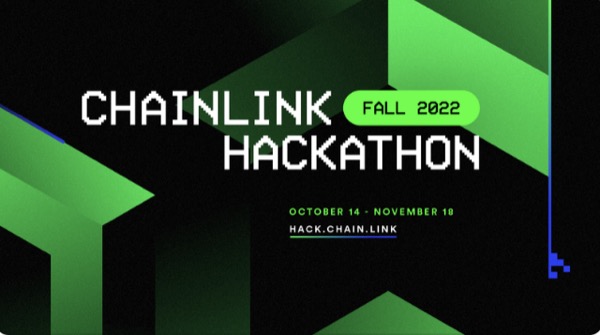 CHAINLINK FALL 2022
HACKATHON
OCTOBER 14 - NOVEMBER 18
HACK.CHAIN.LINK